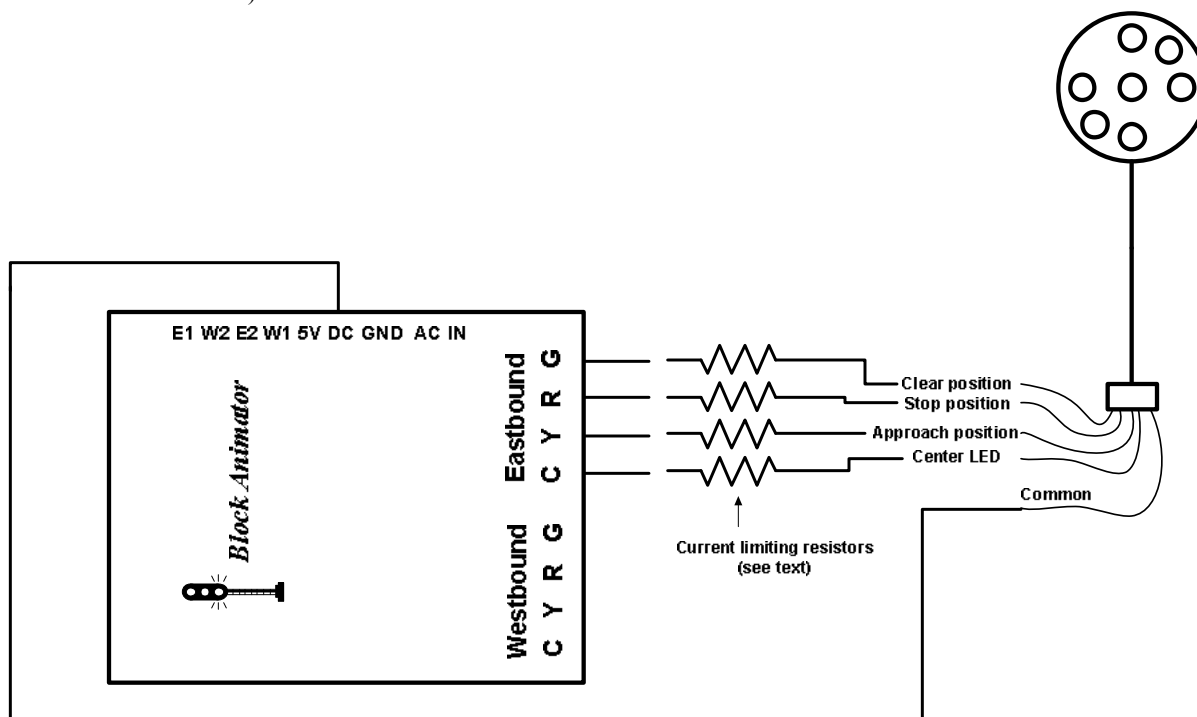 )
E1 W2 E2 W1 5V DC GND AC IN
Block Animator
Eastbound
C Y R G
Westbound
C Y R G
Clear position
Stop position
Approach position
Center LED
Common
Current limiting resistors
(see text)